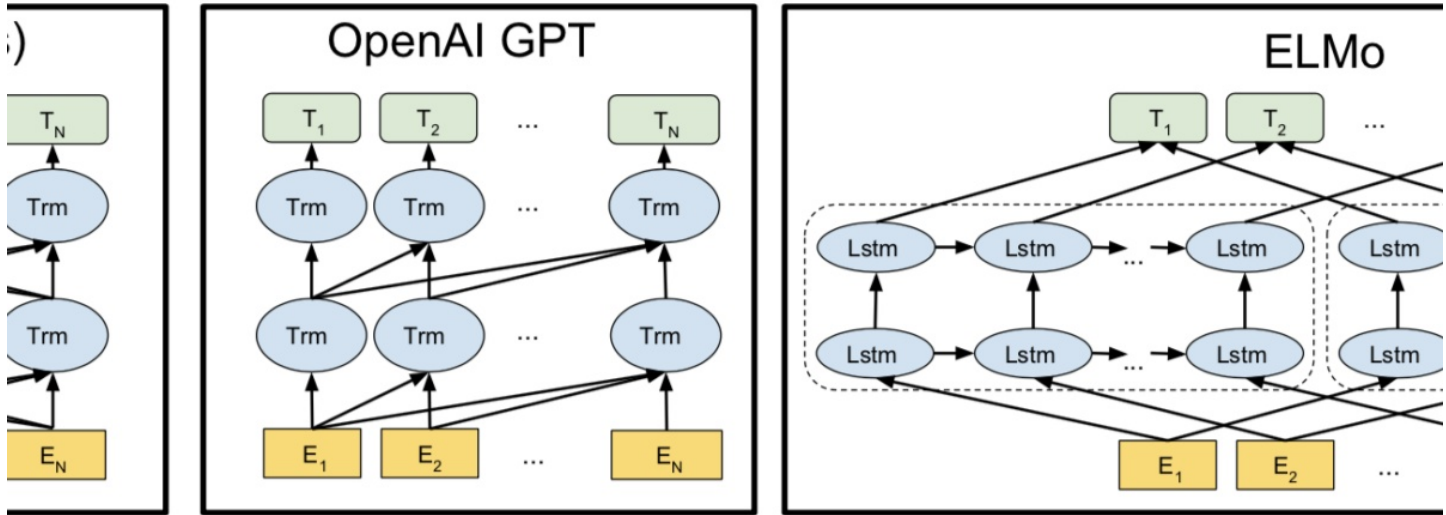 s)
OpenAI GPT
ELMo
T_N
T_1 T_2 ... T_N
T_1 T_2 ...
Trm
Trm Trm ... Trm
Lstm Lstm ... Lstm Lstm
Trm
Trm Trm ... Trm
Lstm Lstm ... Lstm Lstm
E_N
E_1 E_2 ... E_N
E_1 E_2 ...